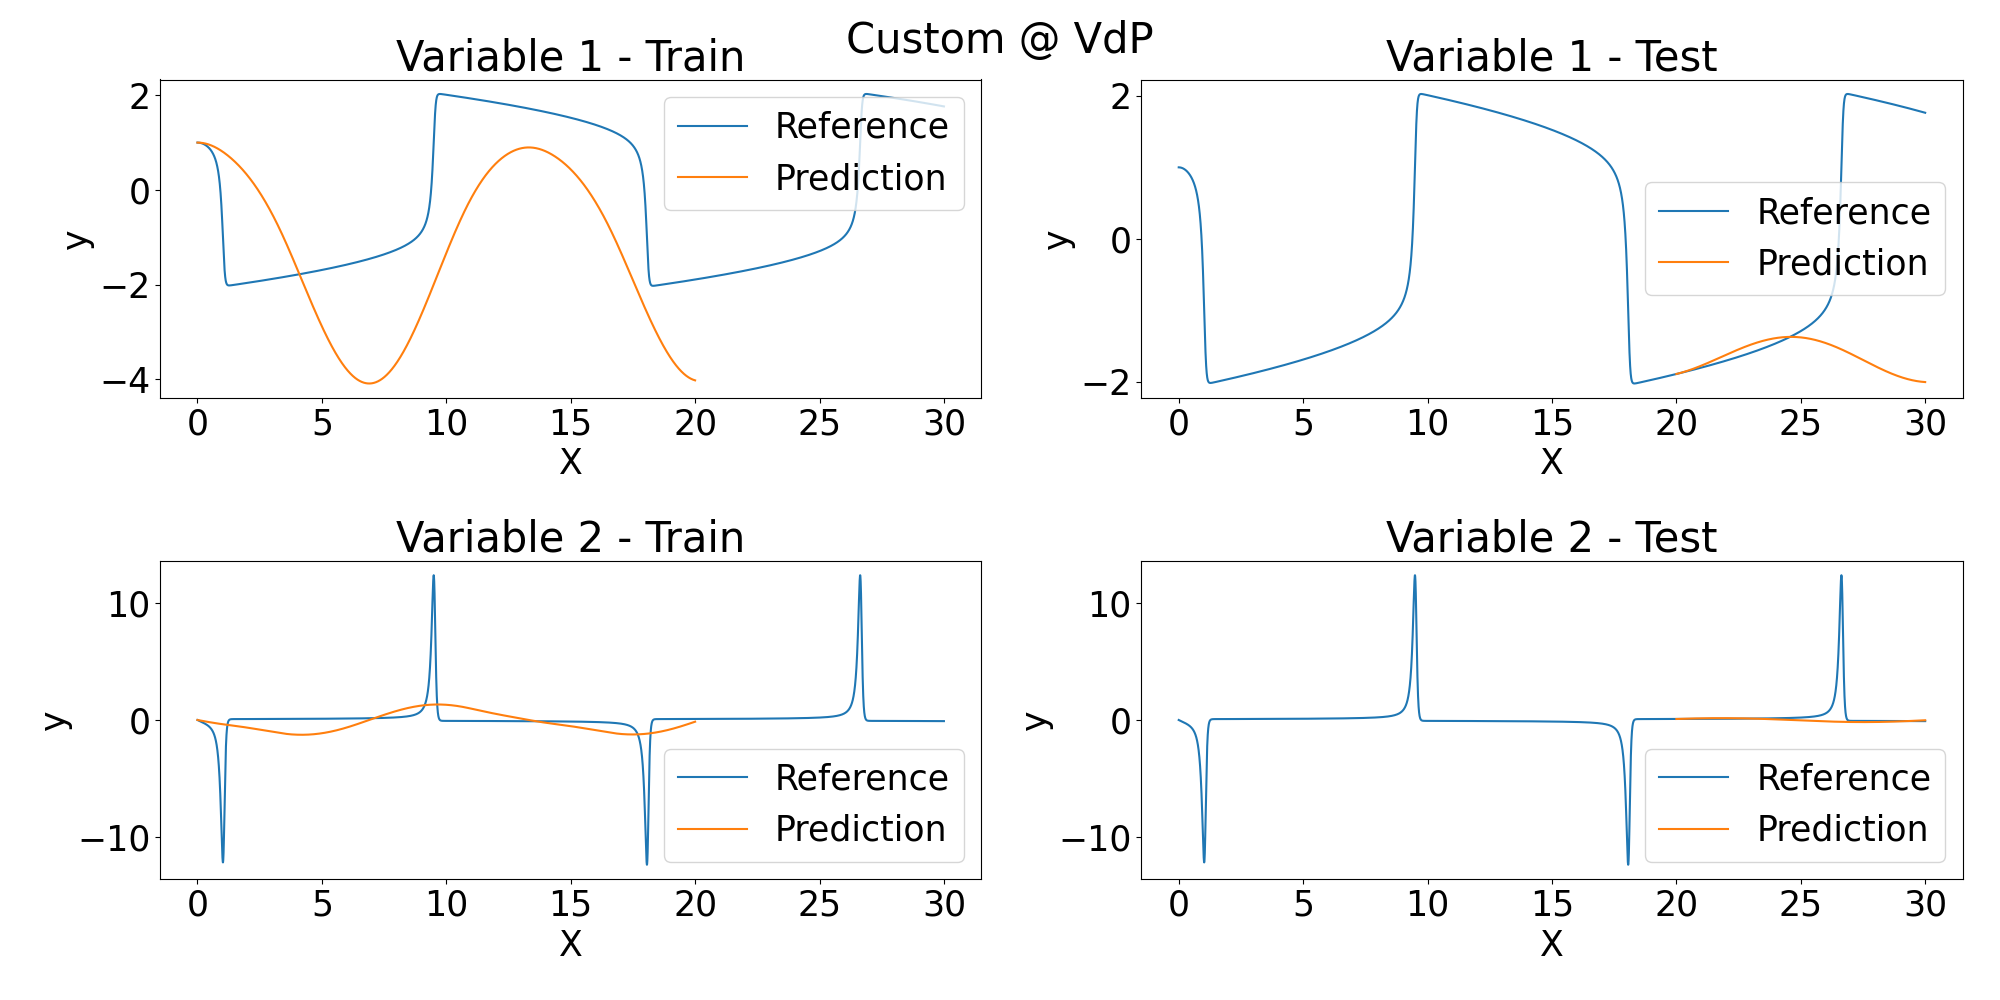 Custom @ VdP
Variable 1 - Train
2
0
−2
−4
y
Reference
Prediction
0 5 10 15 20 25 30
X
Variable 1 - Test
2
0
−2
y
Reference
Prediction
0 5 10 15 20 25 30
X
Variable 2 - Train
10
0
−10
y
Reference
Prediction
0 5 10 15 20 25 30
X
Variable 2 - Test
10
0
−10
y
Reference
Prediction
0 5 10 15 20 25 30
X